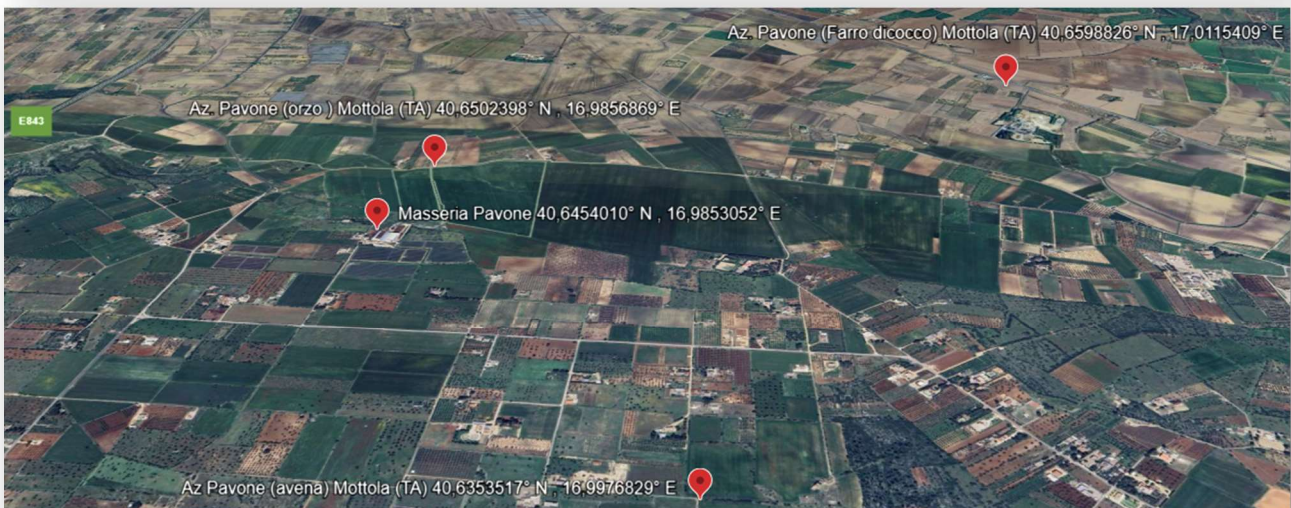 Az. Pavone (Farro dicocco) Mottola (TA) 40,6598826° N , 17,0115409° E
Az. Pavone (orzo ) Mottola (TA) 40,6502398° N , 16,9856869° E
E843
Masseria Pavone 40,6454010° N , 16,9853052° E
Az Pavone (avena) Mottola (TA) 40,6353517° N , 16,9976829° E